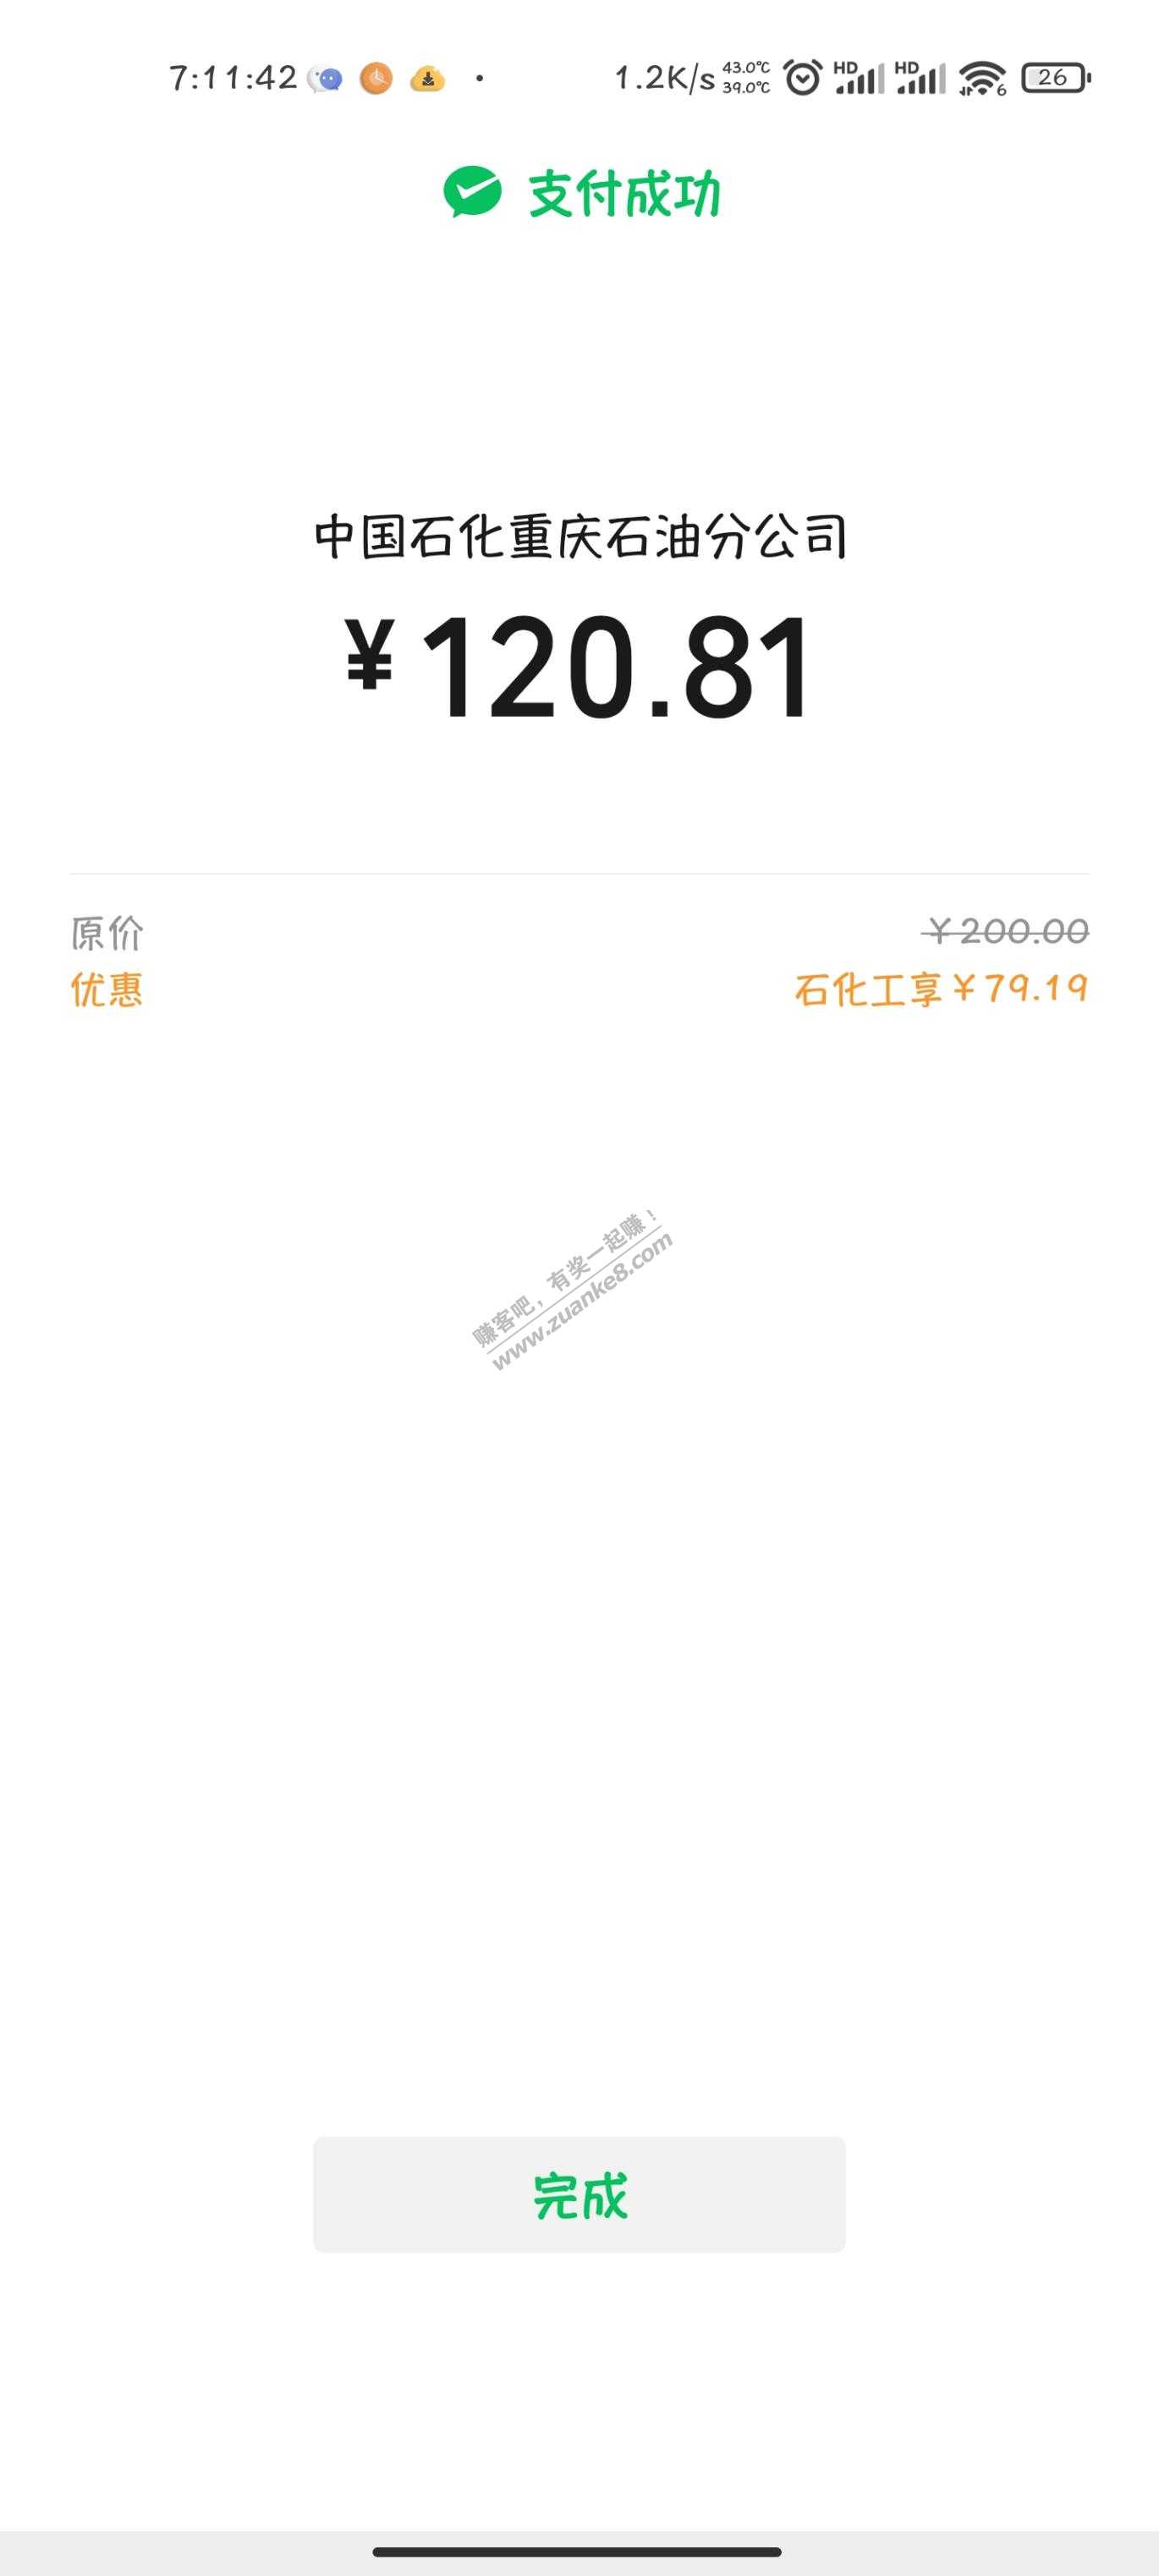 7:11:42 1.2K/s 43.0℃ 39.0℃ HD HD 6 26
支付成功
中国石化重庆石油分公司
¥120.81
原价 ¥200.00
优惠 石化工享¥79.19
赚客吧，有奖一起赚！
www.zuanke8.com
完成